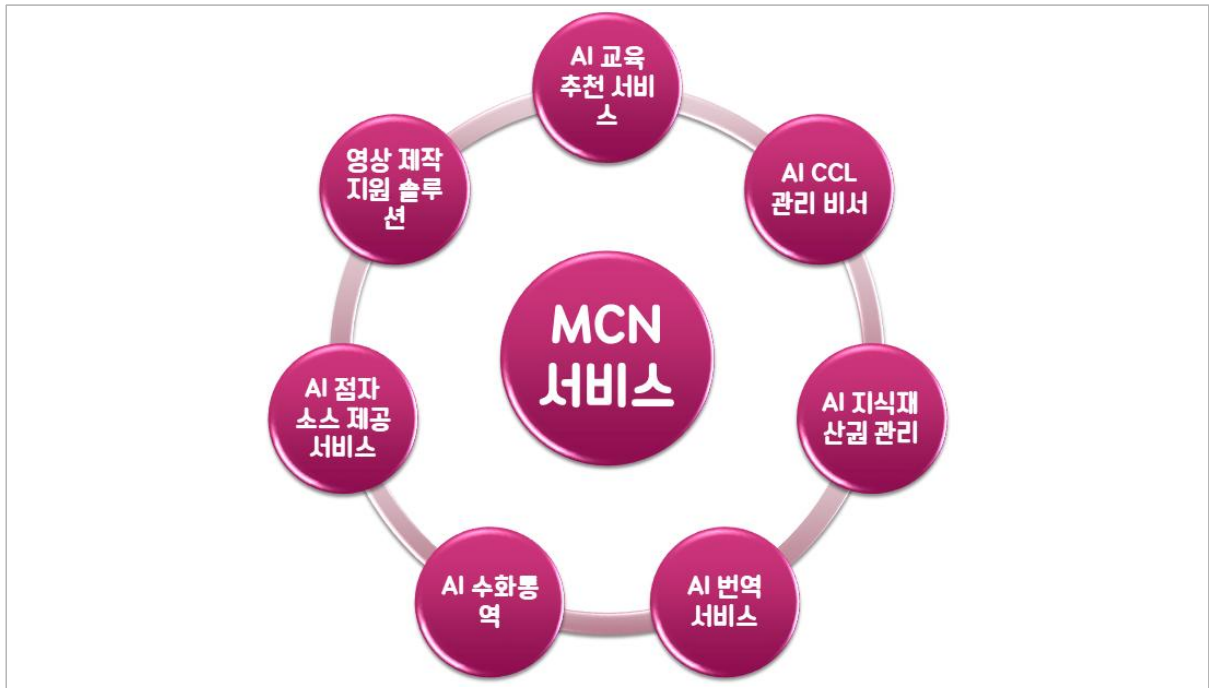 AI 교육
추천 서비
스
영상 제작
지원 솔루
션
AI CCL
관리 비서
MCN
서비스
AI 점자
소스 제공
서비스
AI 지식재
산권 관리
AI 수화통
역
AI 번역
서비스